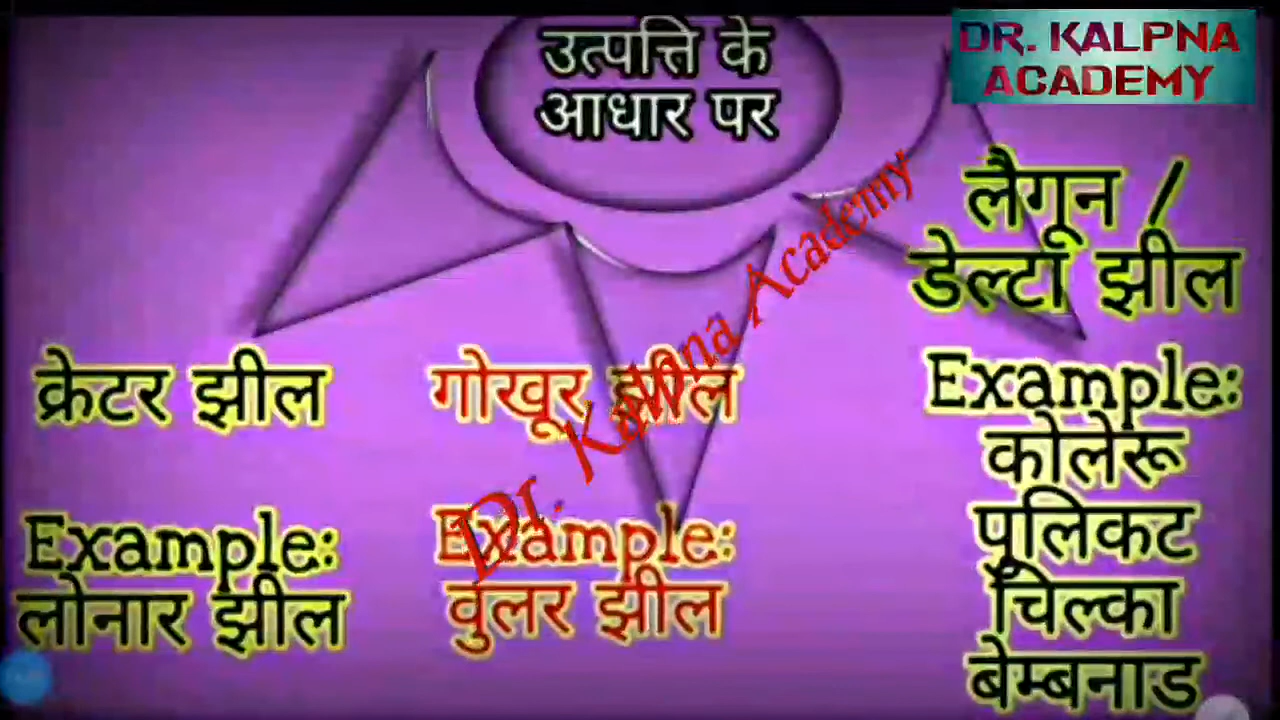 उत्पत्ति के
आधार पर
DR. KALPNA
ACADEMY
लैगून /
डेल्टा झील
Example:
कोलेरू
पुलिकट
चिल्का
बेम्बनाड
क्रेटर झील
Example:
लोनार झील
गोखूर झील
Example:
वुलर झील
Dr. Kalpna Academy